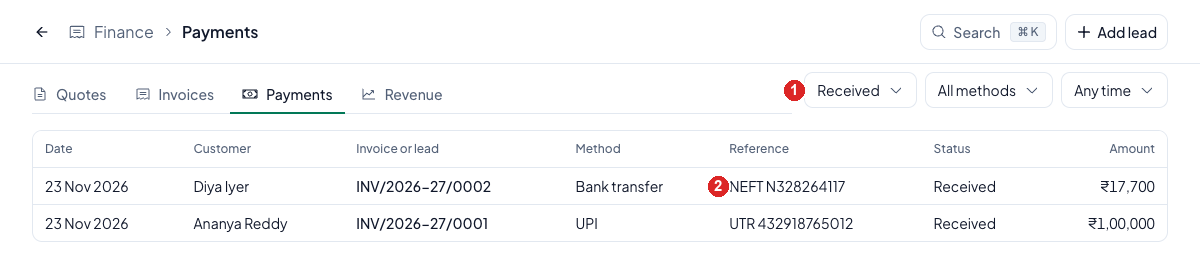 Finance > Payments
Search ⌘ K
+ Add lead
Quotes Invoices Payments Revenue
1 Received All methods Any time
Date Customer Invoice or lead Method Reference Status Amount
23 Nov 2026 Diya Iyer INV/2026-27/0002 Bank transfer 2 NEFT N328264117 Received ₹17,700
23 Nov 2026 Ananya Reddy INV/2026-27/0001 UPI UTR 432918765012 Received ₹1,00,000